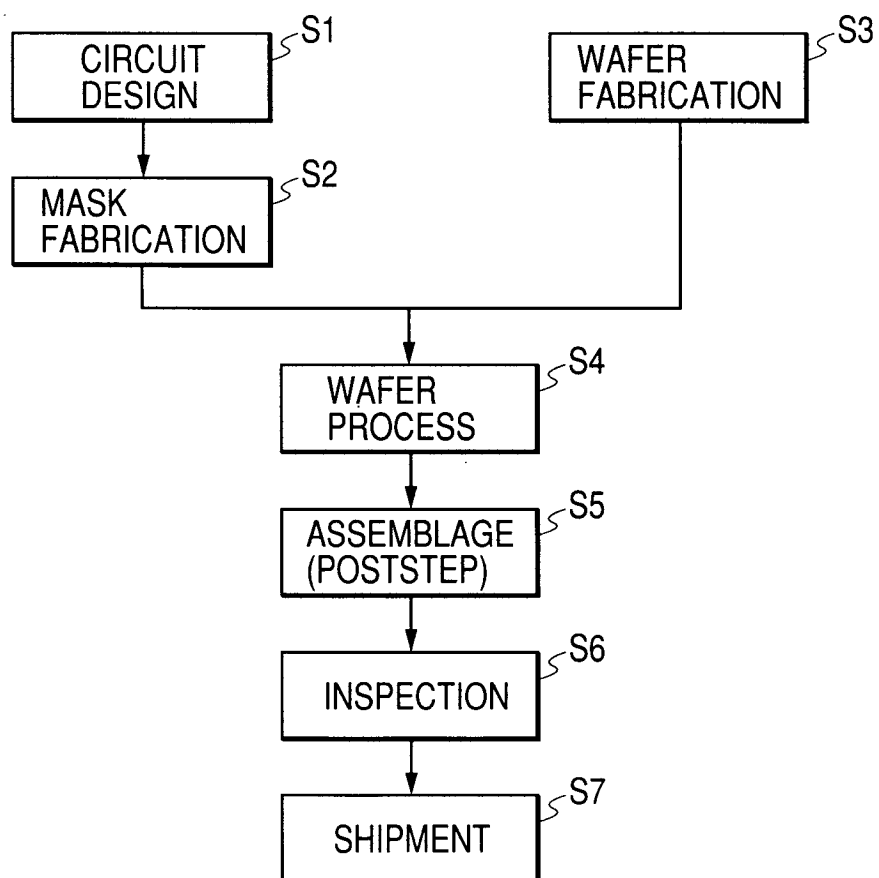 S1
CIRCUIT
DESIGN
S3
WAFER
FABRICATION
S2
MASK
FABRICATION
S4
WAFER
PROCESS
S5
ASSEMBLAGE
(POSTSTEP)
S6
INSPECTION
S7
SHIPMENT